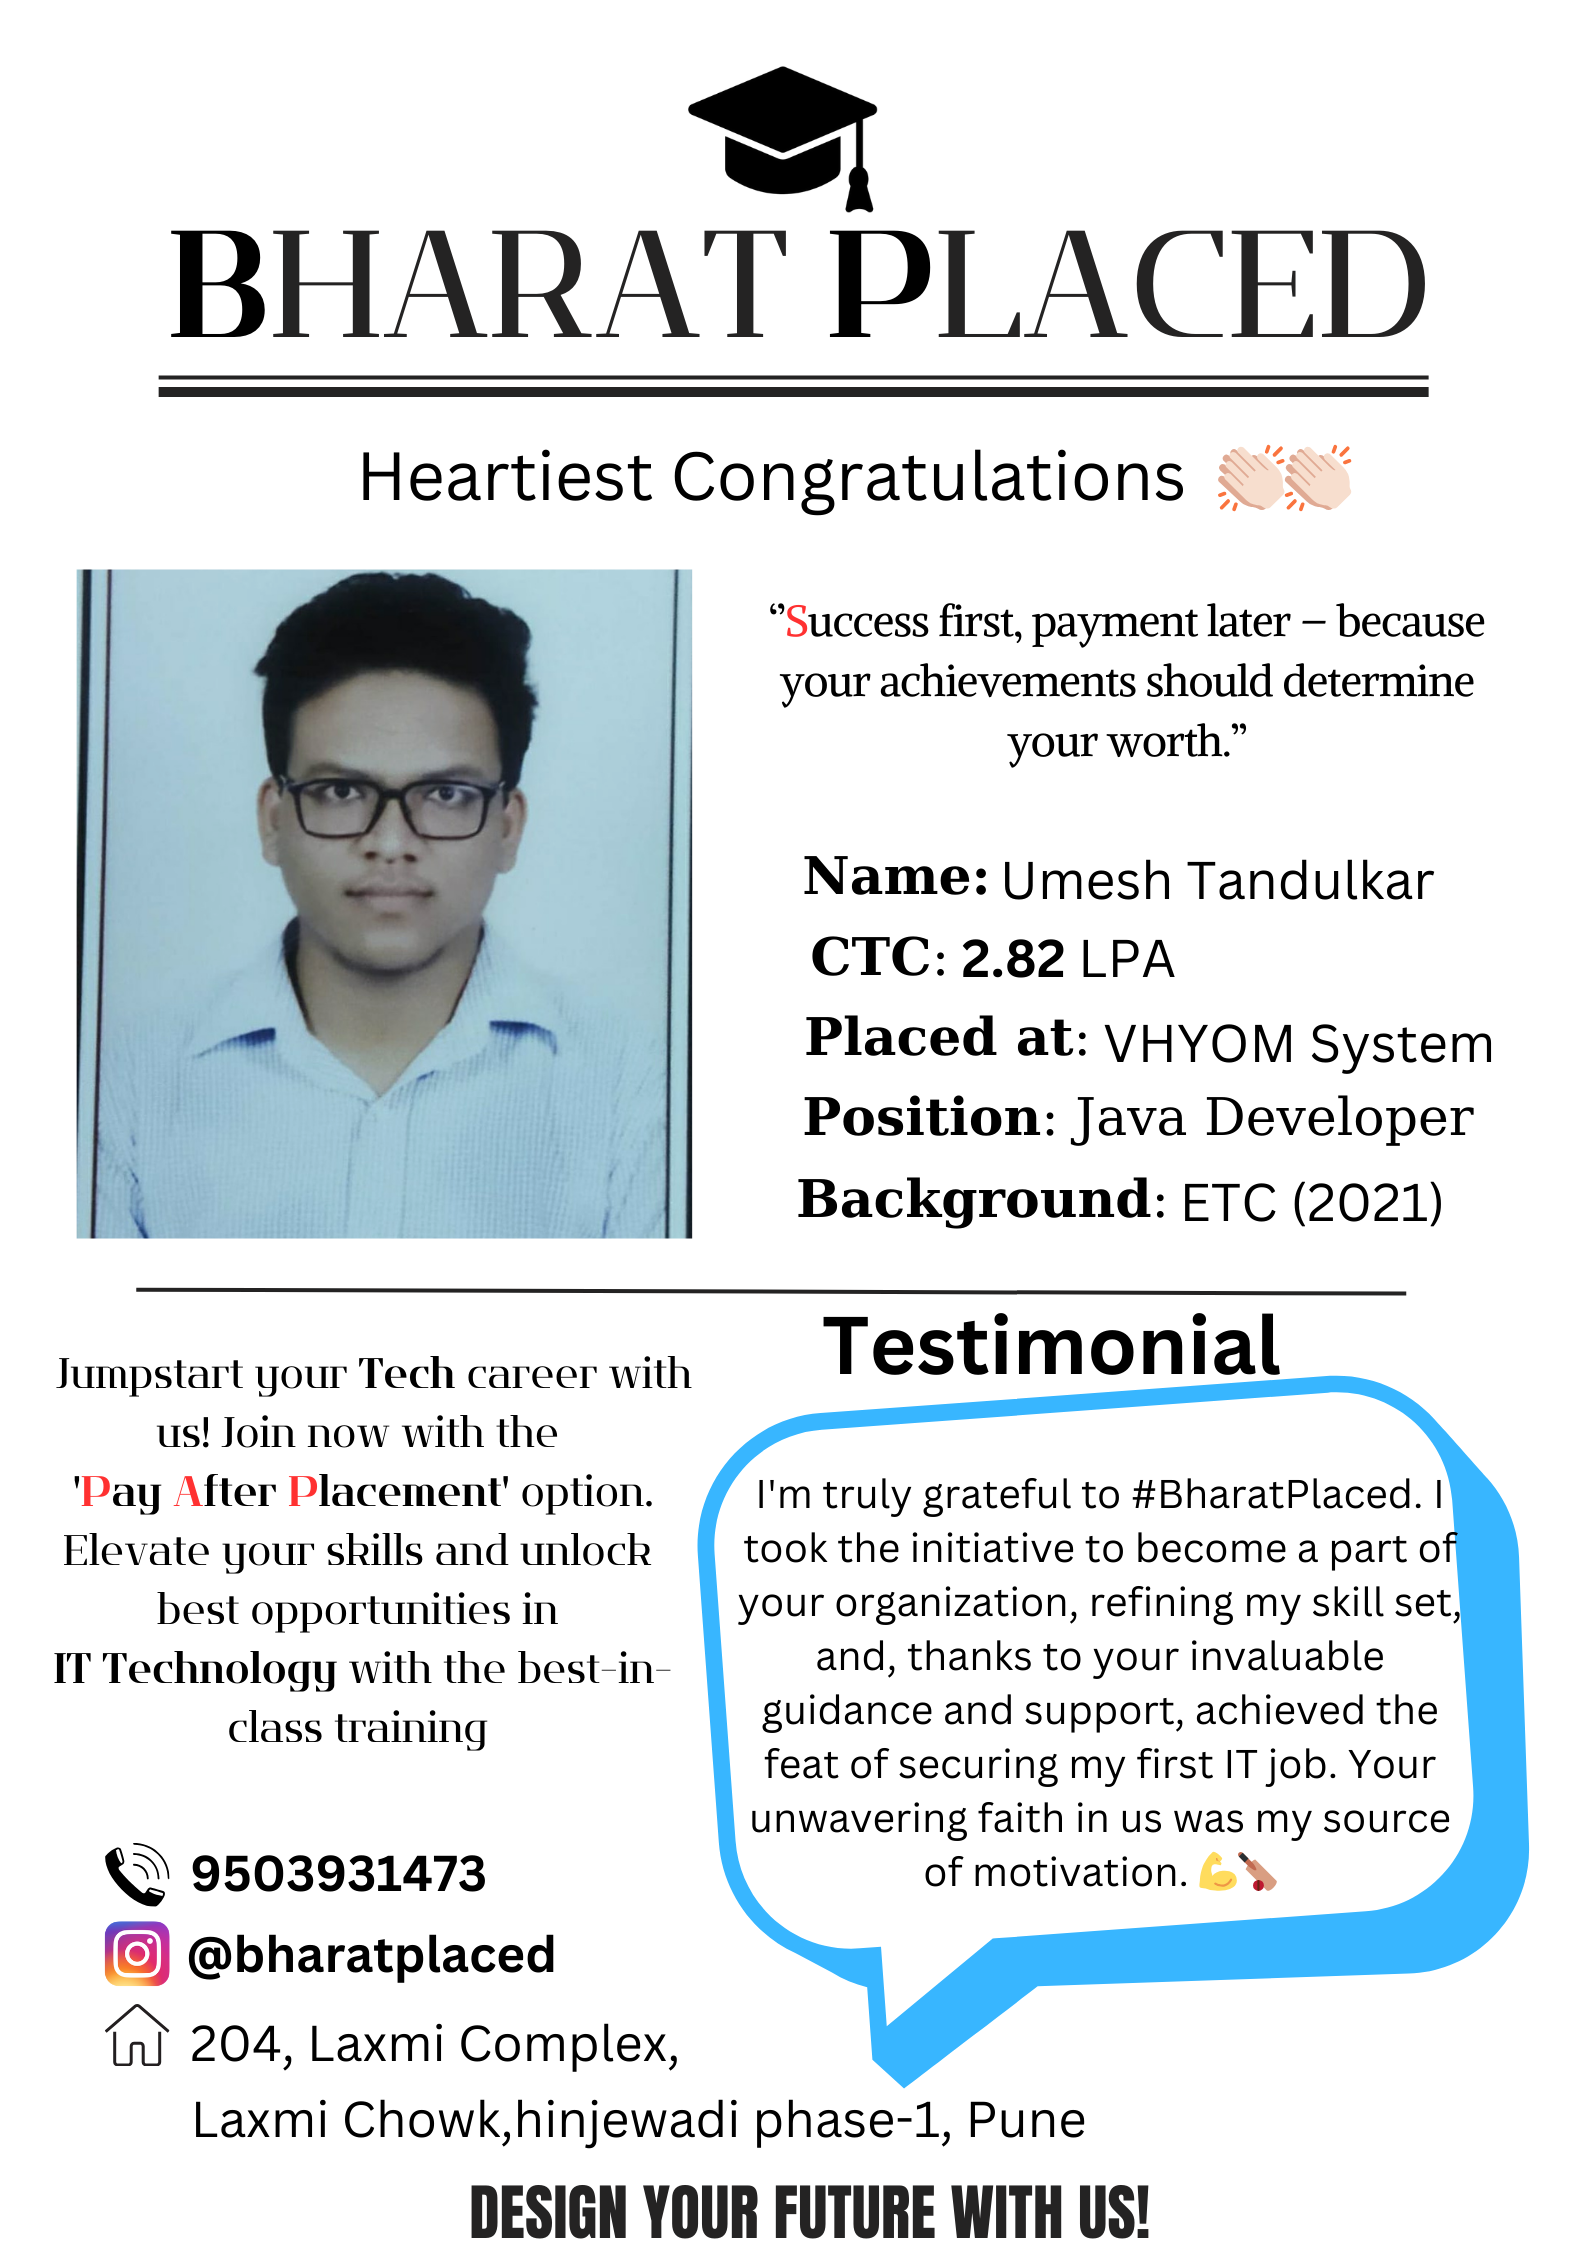 BHARAT PLACED
Heartiest Congratulations 👏🏻👏🏻
“Success first, payment later – because
your achievements should determine
your worth.”
Name: Umesh Tandulkar
CTC: 2.82 LPA
Placed at: VHYOM System
Position: Java Developer
Background: ETC (2021)
Jumpstart your Tech career with
us! Join now with the
'Pay After Placement' option.
Elevate your skills and unlock
best opportunities in
IT Technology with the best-in-
class training
Testimonial
I'm truly grateful to #BharatPlaced. I
took the initiative to become a part of
your organization, refining my skill set,
and, thanks to your invaluable
guidance and support, achieved the
feat of securing my first IT job. Your
unwavering faith in us was my source
of motivation. 💪🏏
9503931473
@bharatplaced
204, Laxmi Complex,
Laxmi Chowk,hinjewadi phase-1, Pune
DESIGN YOUR FUTURE WITH US!